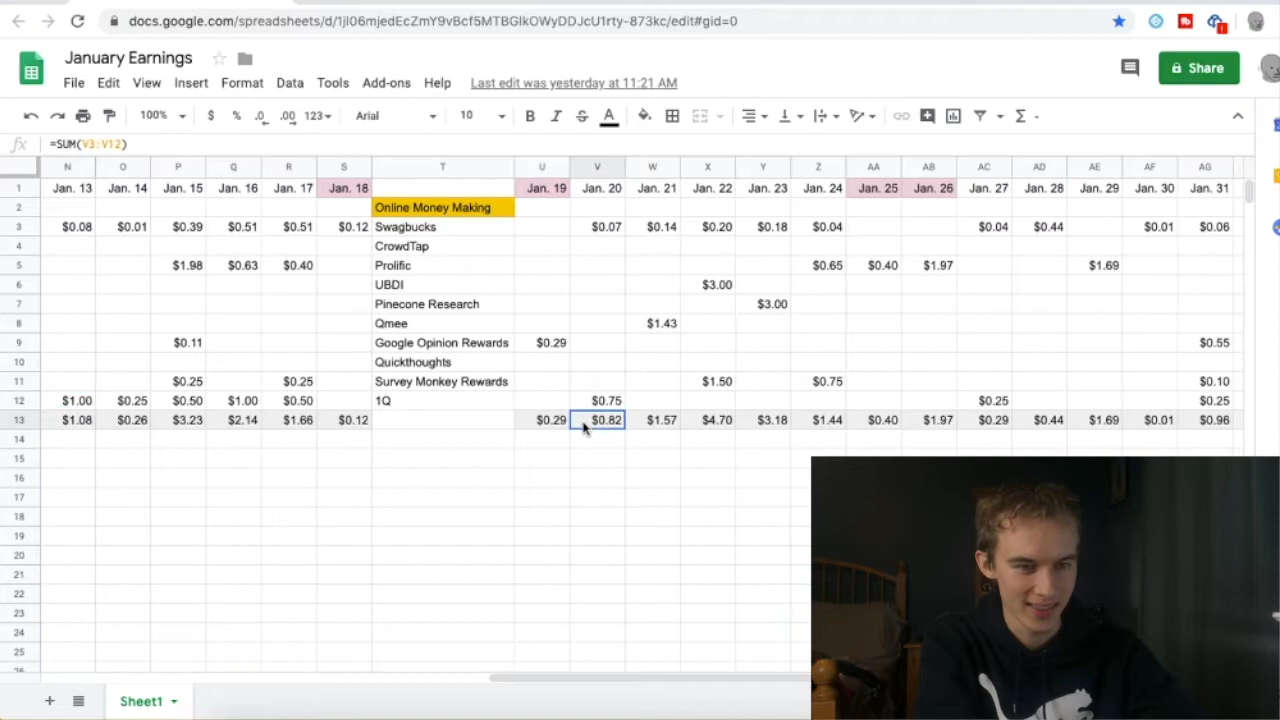 docs.google.com/spreadsheets/d/1jl06mjedEcZmY9vBcf5MTBGlkOWyDDJcU1rty-873kc/edit#gid=0
January Earnings
File Edit View Insert Format Data Tools Add-ons Help Last edit was yesterday at 11:21 AM
Share
100% $ % .0 .00 123 Arial 10 B I S A
fx =SUM(V3:V12)
N O P Q R S T U V W X Y Z AA AB AC AD AE AF AG
1 Jan. 13 Jan. 14 Jan. 15 Jan. 16 Jan. 17 Jan. 18 Jan. 19 Jan. 20 Jan. 21 Jan. 22 Jan. 23 Jan. 24 Jan. 25 Jan. 26 Jan. 27 Jan. 28 Jan. 29 Jan. 30 Jan. 31
2 Online Money Making
3 $0.08 $0.01 $0.39 $0.51 $0.51 $0.12 Swagbucks $0.07 $0.14 $0.20 $0.18 $0.04 $0.04 $0.44 $0.01 $0.06
4 CrowdTap
5 $1.98 $0.63 $0.40 Prolific $0.65 $0.40 $1.97 $1.69
6 UBDI $3.00
7 Pinecone Research $3.00
8 Qmee $1.43
9 $0.11 Google Opinion Rewards $0.29 $0.55
10 Quickthoughts
11 $0.25 $0.25 Survey Monkey Rewards $1.50 $0.75 $0.10
12 $1.00 $0.25 $0.50 $1.00 $0.50 1Q $0.75 $0.25 $0.25
13 $1.08 $0.26 $3.23 $2.14 $1.66 $0.12 $0.29 $0.82 $1.57 $4.70 $3.18 $1.44 $0.40 $1.97 $0.29 $0.44 $1.69 $0.01 $0.96
14
15
16
17
18
19
20
21
22
23
24
25
Sheet1